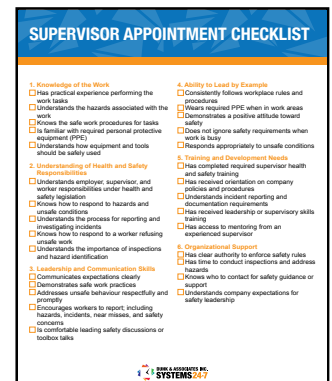 SUPERVISOR APPOINTMENT CHECKLIST
1. Knowledge of the Work
Has practical experience performing the
work tasks
Understands the hazards associated with the
work
Knows the safe work procedures for tasks
Is familiar with required personal protective
equipment (PPE)
Understands how equipment and tools
should be safely used
2. Understanding of Health and Safety
Responsibilities
Understands employer, supervisor, and
worker responsibilities under health and
safety legislation
Knows how to respond to hazards and
unsafe conditions
Understands the process for reporting and
investigating incidents
Knows how to respond to a worker refusing
unsafe work
Understands the importance of inspections
and hazard identification
3. Leadership and Communication Skills
Communicates expectations clearly
Demonstrates safe work practices
Addresses unsafe behaviour respectfully and
promptly
Encourages workers to report; including
hazards, incidents, near misses, and safety
concerns
Is comfortable leading safety discussions or
toolbox talks
4. Ability to Lead by Example
Consistently follows workplace rules and
procedures
Wears required PPE when in work areas
Demonstrates a positive attitude toward
safety
Does not ignore safety requirements when
work is busy
Responds appropriately to unsafe conditions
5. Training and Development Needs
Has completed required supervisor health
and safety training
Has received orientation on company
policies and procedures
Understands incident reporting and
documentation requirements
Has received leadership or supervisory skills
training
Has access to mentoring from an
experienced supervisor
6. Organizational Support
Has clear authority to enforce safety rules
Has time to conduct inspections and address
hazards
Knows who to contact for safety guidance or
support
Understands company expectations for
safety leadership
DUNK & ASSOCIATES INC.
SYSTEMS 24-7